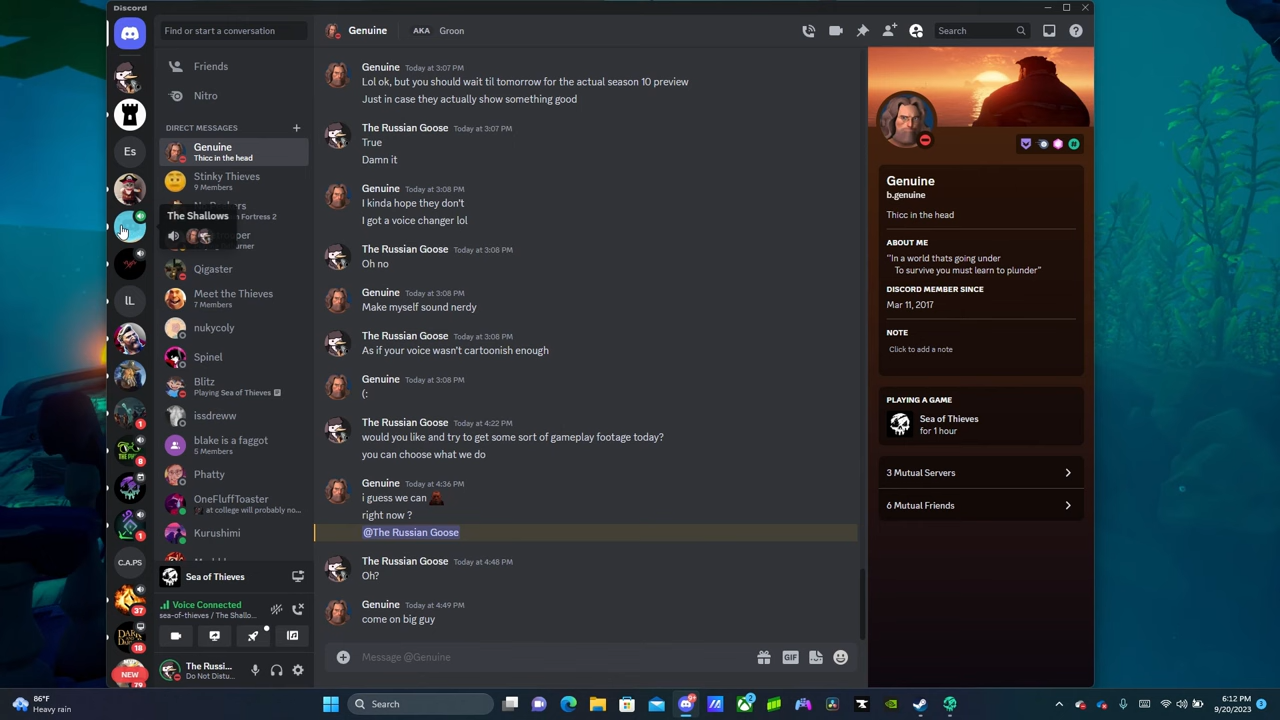 Discord
Find or start a conversation
Friends
Nitro
DIRECT MESSAGES
Genuine
Thicc in the head
Stinky Thieves
9 Members
Fortress 2
The Shallows
Es
Qigaster
Meet the Thieves
7 Members
IL
nukycoly
Spinel
Blitz
Playing Sea of Thieves
issdreww
1
blake is a faggot
5 Members
8
Phatty
OneFluffToaster
at college will probably no...
1
Kurushimi
C.A.PS
Sea of Thieves
37
Voice Connected
sea-of-thieves / The Shallo...
18
NEW
The Russi...
Do Not Distu...
Genuine
AKA Groon
Search
Genuine Today at 3:07 PM
Lol ok, but you should wait til tomorrow for the actual season 10 preview
Just in case they actually show something good
The Russian Goose Today at 3:07 PM
True
Damn it
Genuine Today at 3:08 PM
I kinda hope they don't
I got a voice changer lol
The Russian Goose Today at 3:08 PM
Oh no
Genuine Today at 3:08 PM
Make myself sound nerdy
The Russian Goose Today at 3:08 PM
As if your voice wasn't cartoonish enough
Genuine Today at 3:08 PM
(:
The Russian Goose Today at 4:22 PM
would you like and try to get some sort of gameplay footage today?
you can choose what we do
Genuine Today at 4:36 PM
i guess we can
right now ?
@The Russian Goose
The Russian Goose Today at 4:48 PM
Oh?
Genuine Today at 4:49 PM
come on big guy
Message @Genuine
GIF
Genuine
b.genuine
Thicc in the head
ABOUT ME
"In a world thats going under
To survive you must learn to plunder"
DISCORD MEMBER SINCE
Mar 11, 2017
NOTE
Click to add a note
PLAYING A GAME
Sea of Thieves
for 1 hour
3 Mutual Servers
6 Mutual Friends
86°F
Heavy rain
Search
9+
2
6:12 PM
9/20/2023